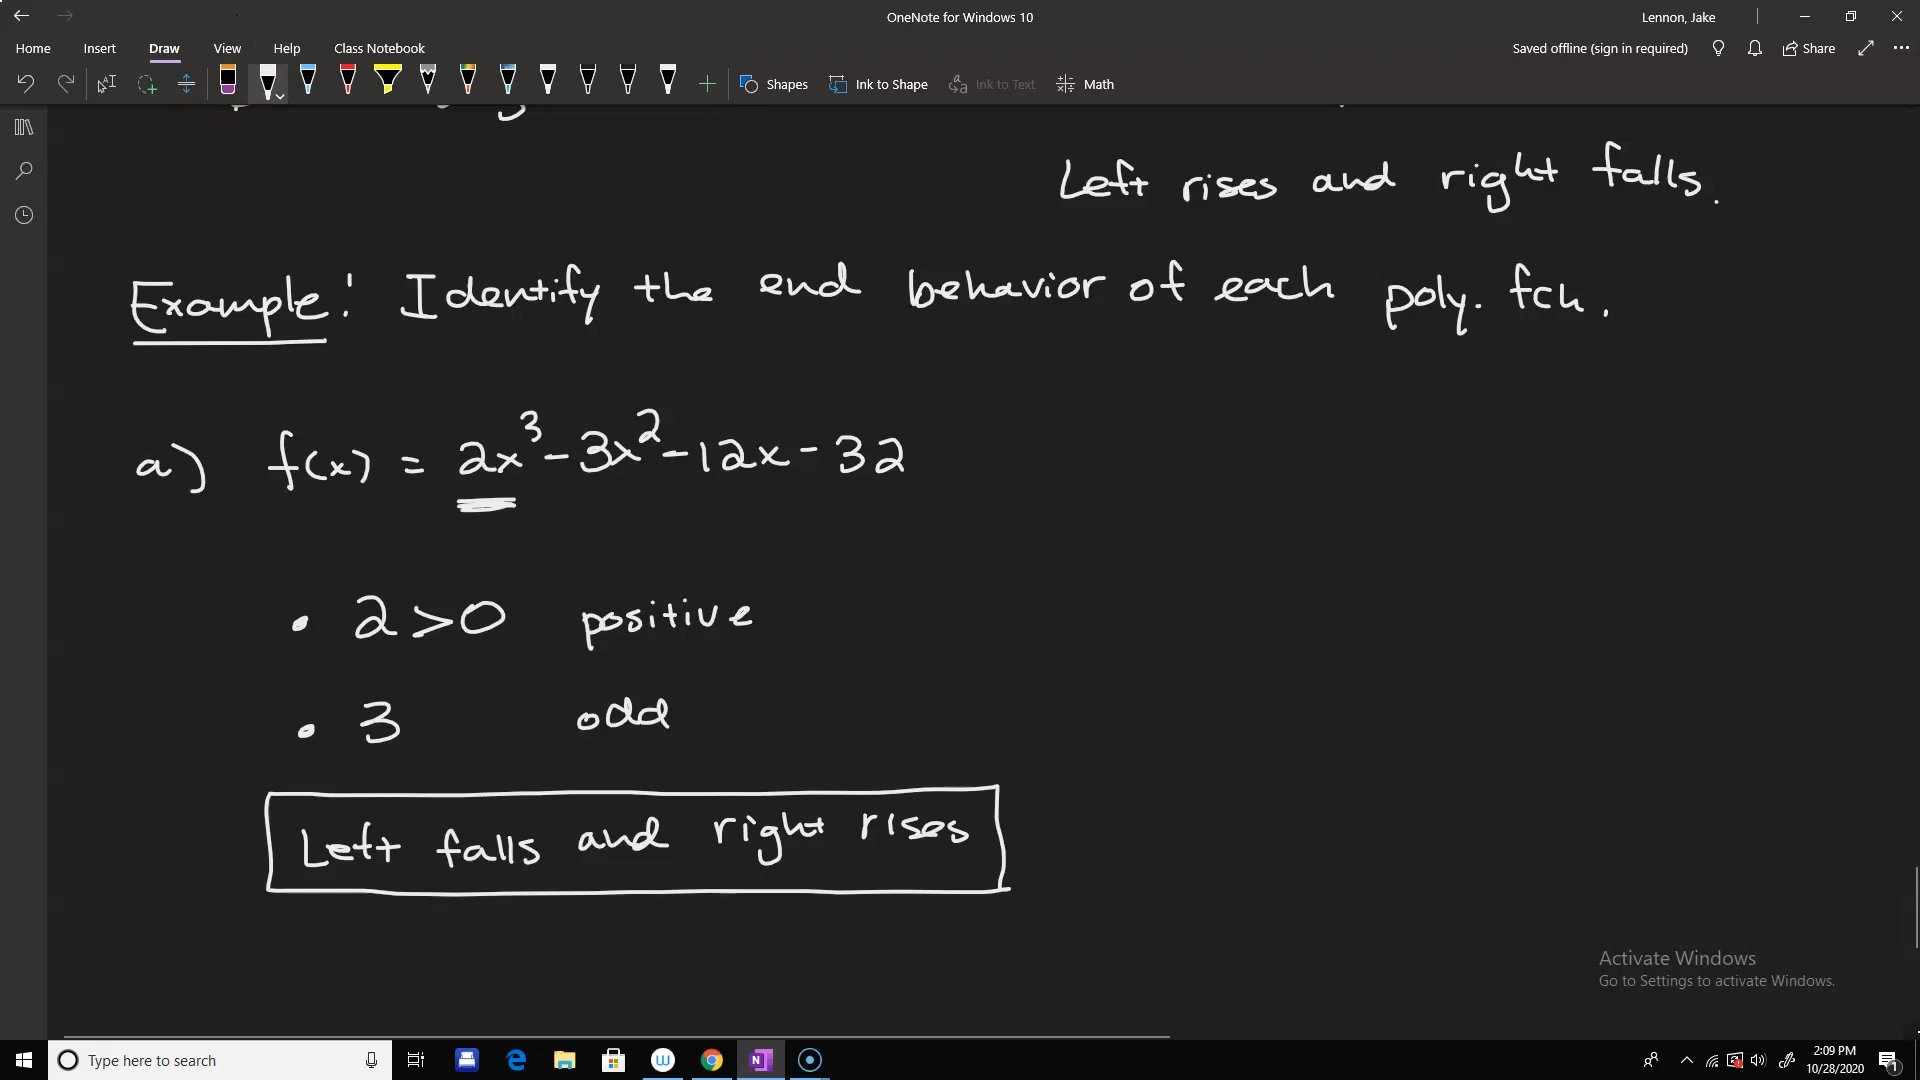 OneNote for Windows 10
Lennon, Jake
Home Insert Draw View Help Class Notebook
Saved offline (sign in required) Share
Shapes Ink to Shape Ink to Text Math
Left rises and right falls.
Example: Identify the end behavior of each poly. fcn.
a) f(x) = 2x³-3x²-12x-32
• 2>0 positive
• 3 odd
Left falls and right rises
Activate Windows
Go to Settings to activate Windows.
Type here to search
2:09 PM
10/28/2020
1